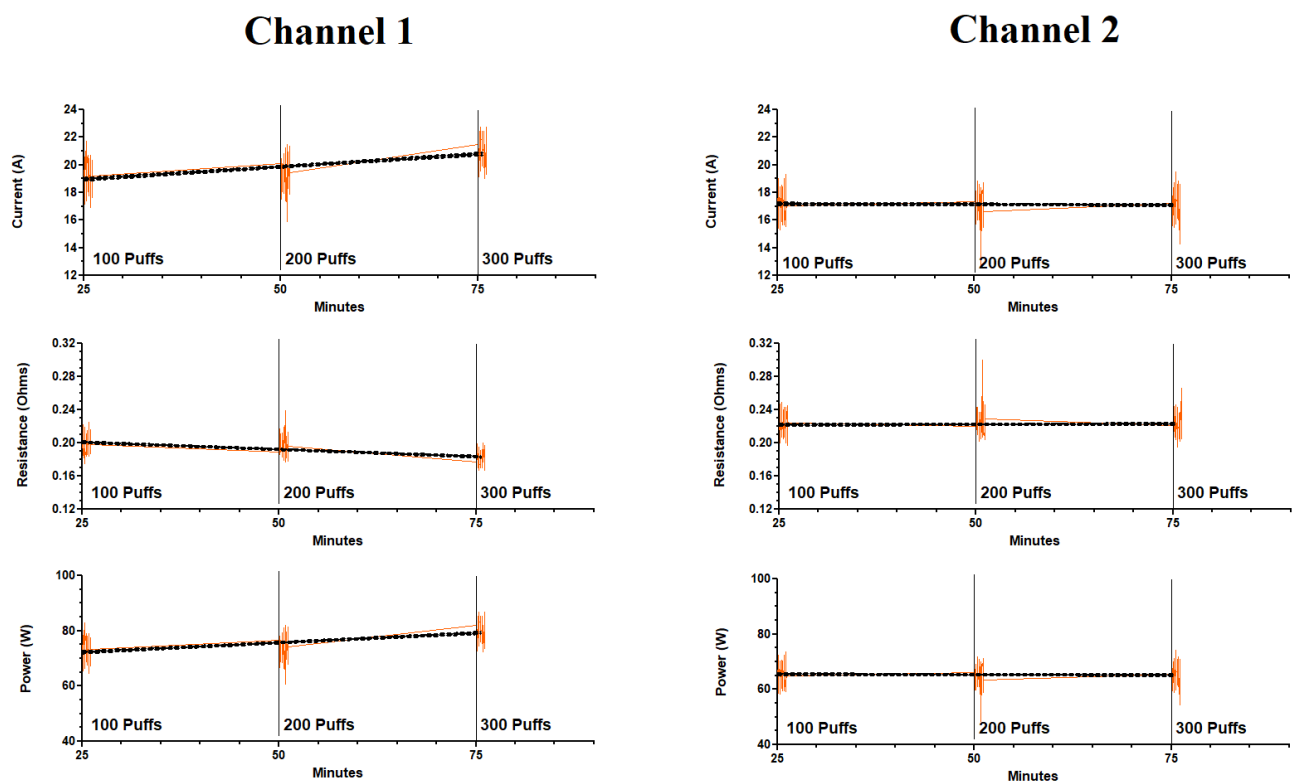 Channel 1
Channel 2
Current (A)
24
22
20
18
16
14
12
100 Puffs
200 Puffs
300 Puffs
25
50
75
Minutes
Current (A)
24
22
20
18
16
14
12
100 Puffs
200 Puffs
300 Puffs
25
50
75
Minutes
Resistance (Ohms)
0.32
0.28
0.24
0.20
0.16
0.12
100 Puffs
200 Puffs
300 Puffs
25
50
75
Minutes
Resistance (Ohms)
0.32
0.28
0.24
0.20
0.16
0.12
100 Puffs
200 Puffs
300 Puffs
25
50
75
Minutes
Power (W)
100
80
60
40
100 Puffs
200 Puffs
300 Puffs
25
50
75
Minutes
Power (W)
100
80
60
40
100 Puffs
200 Puffs
300 Puffs
25
50
75
Minutes